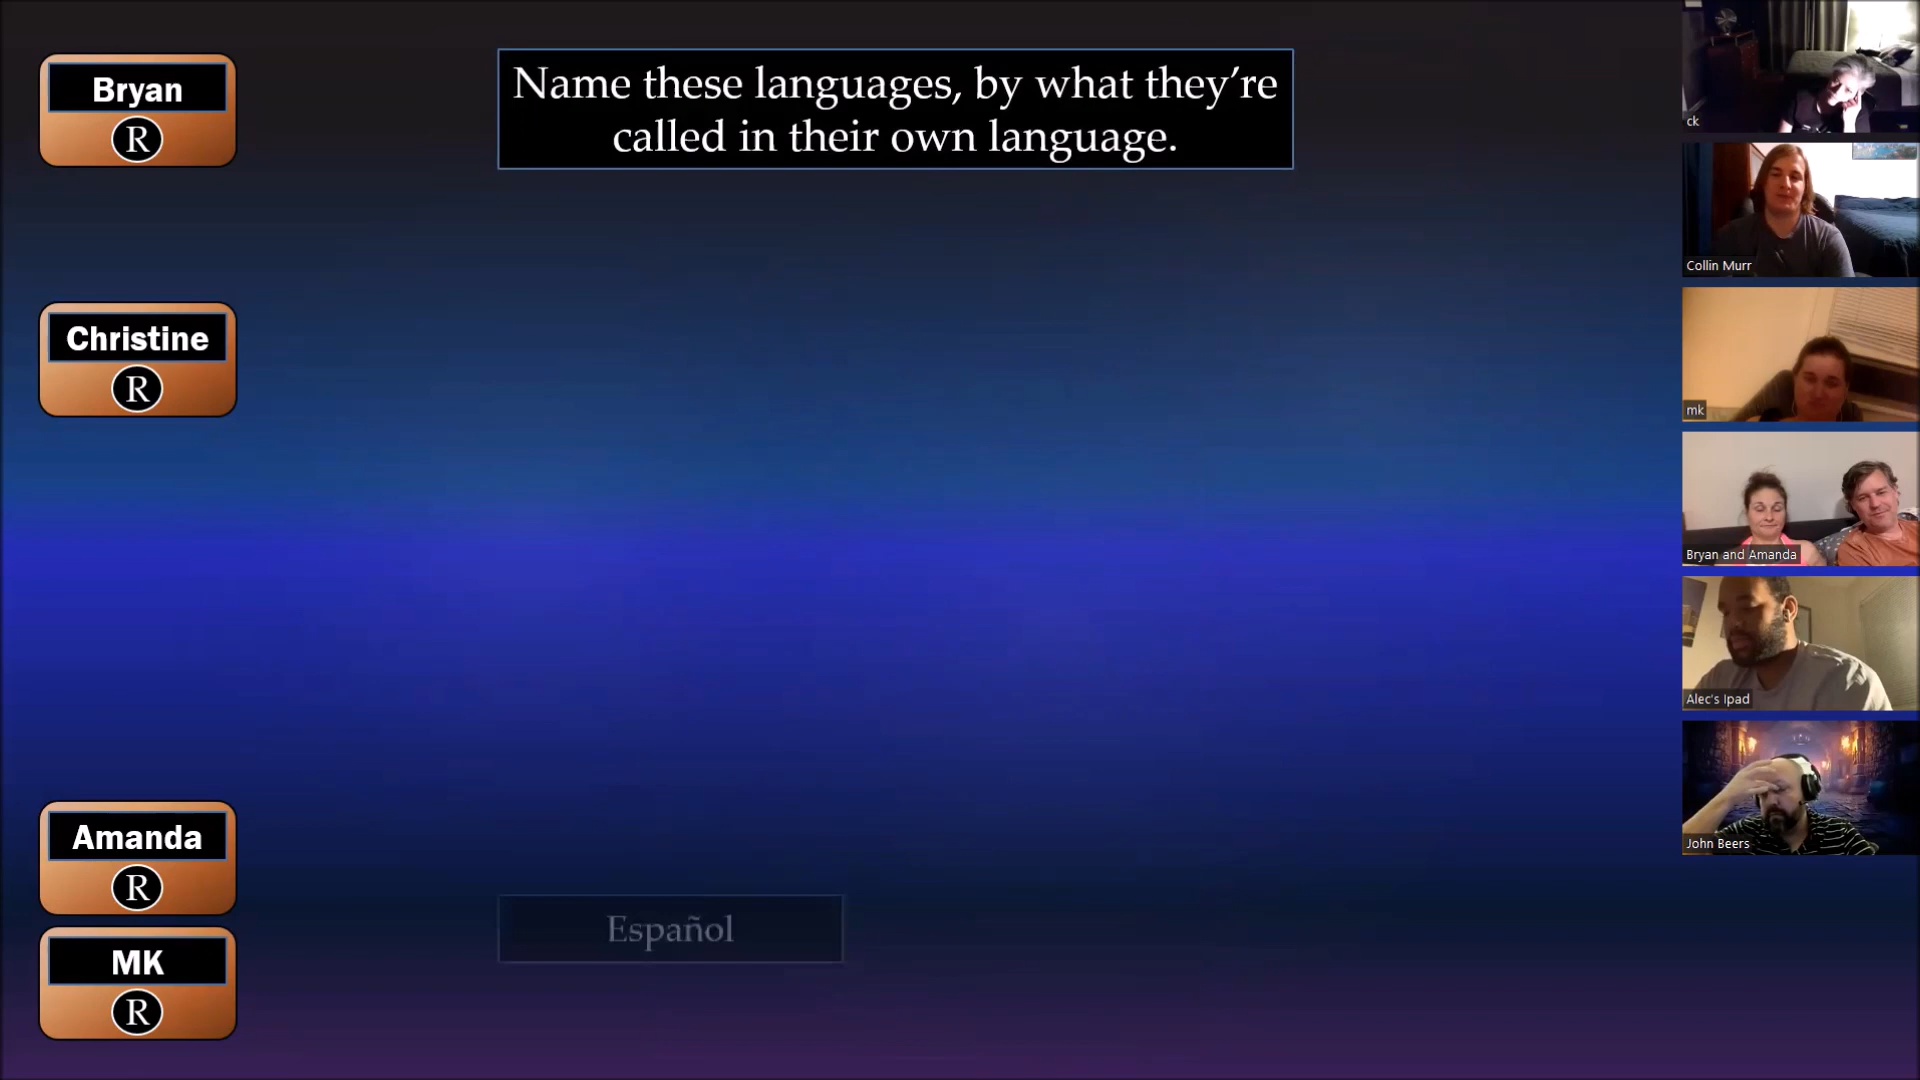 Bryan
R
Name these languages, by what they’re
called in their own language.
Christine
R
Amanda
R
MK
R
Español
ck
Collin Murr
mk
Bryan and Amanda
Alec's Ipad
John Beers